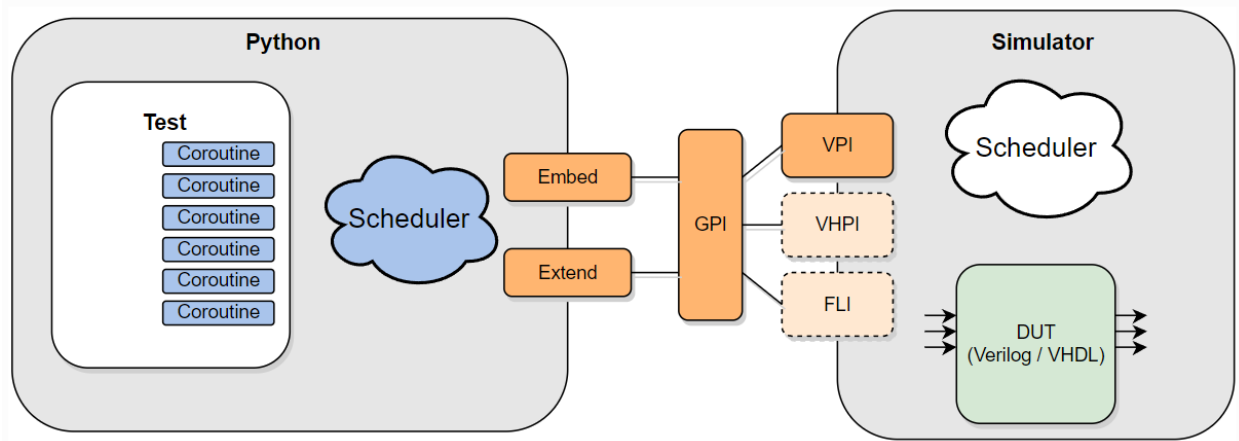 Python
Simulator
Test
Coroutine
Coroutine
Coroutine
Coroutine
Coroutine
Coroutine
Scheduler
Embed
Extend
GPI
VPI
VHPI
FLI
Scheduler
DUT
(Verilog / VHDL)